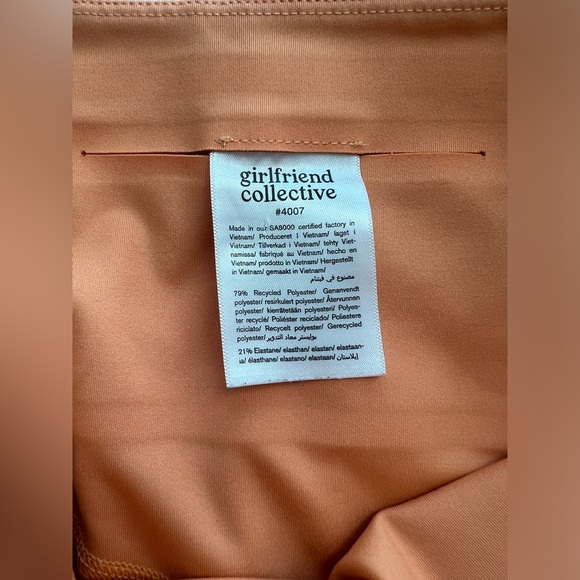 girlfriend
collective
#4007
Made in our SA8000 certified factory in
Vietnam/ Produceret I Vietnam/ laget i
Vietnam/ Tillverkad i Vietnam/ tehty Viet-
namissa/ fabriqué au Vietnam/ hecho en
Vietnam/ prodotto in Vietnam/ Hergestellt
in Vietnam/ gemaakt in Vietnam/
مصنوع في فيتنام
79% Recycled Polyester/ Genanvendt
polyester/ resirkulert polyester/ Återvunnen
polyester/ kierrätetään polyesteri/ Polyes-
ter recyclé/ Poliéster reciclado/ Poliestere
riciclato/ Recycelt polyester/ Gerecycled
polyester/ بوليستر معاد التدوير
21% Elastane/ elasthan/ elastan/ elastaan-
ia/ élasthane/ elastano/ elastaan/ إيلاستان/